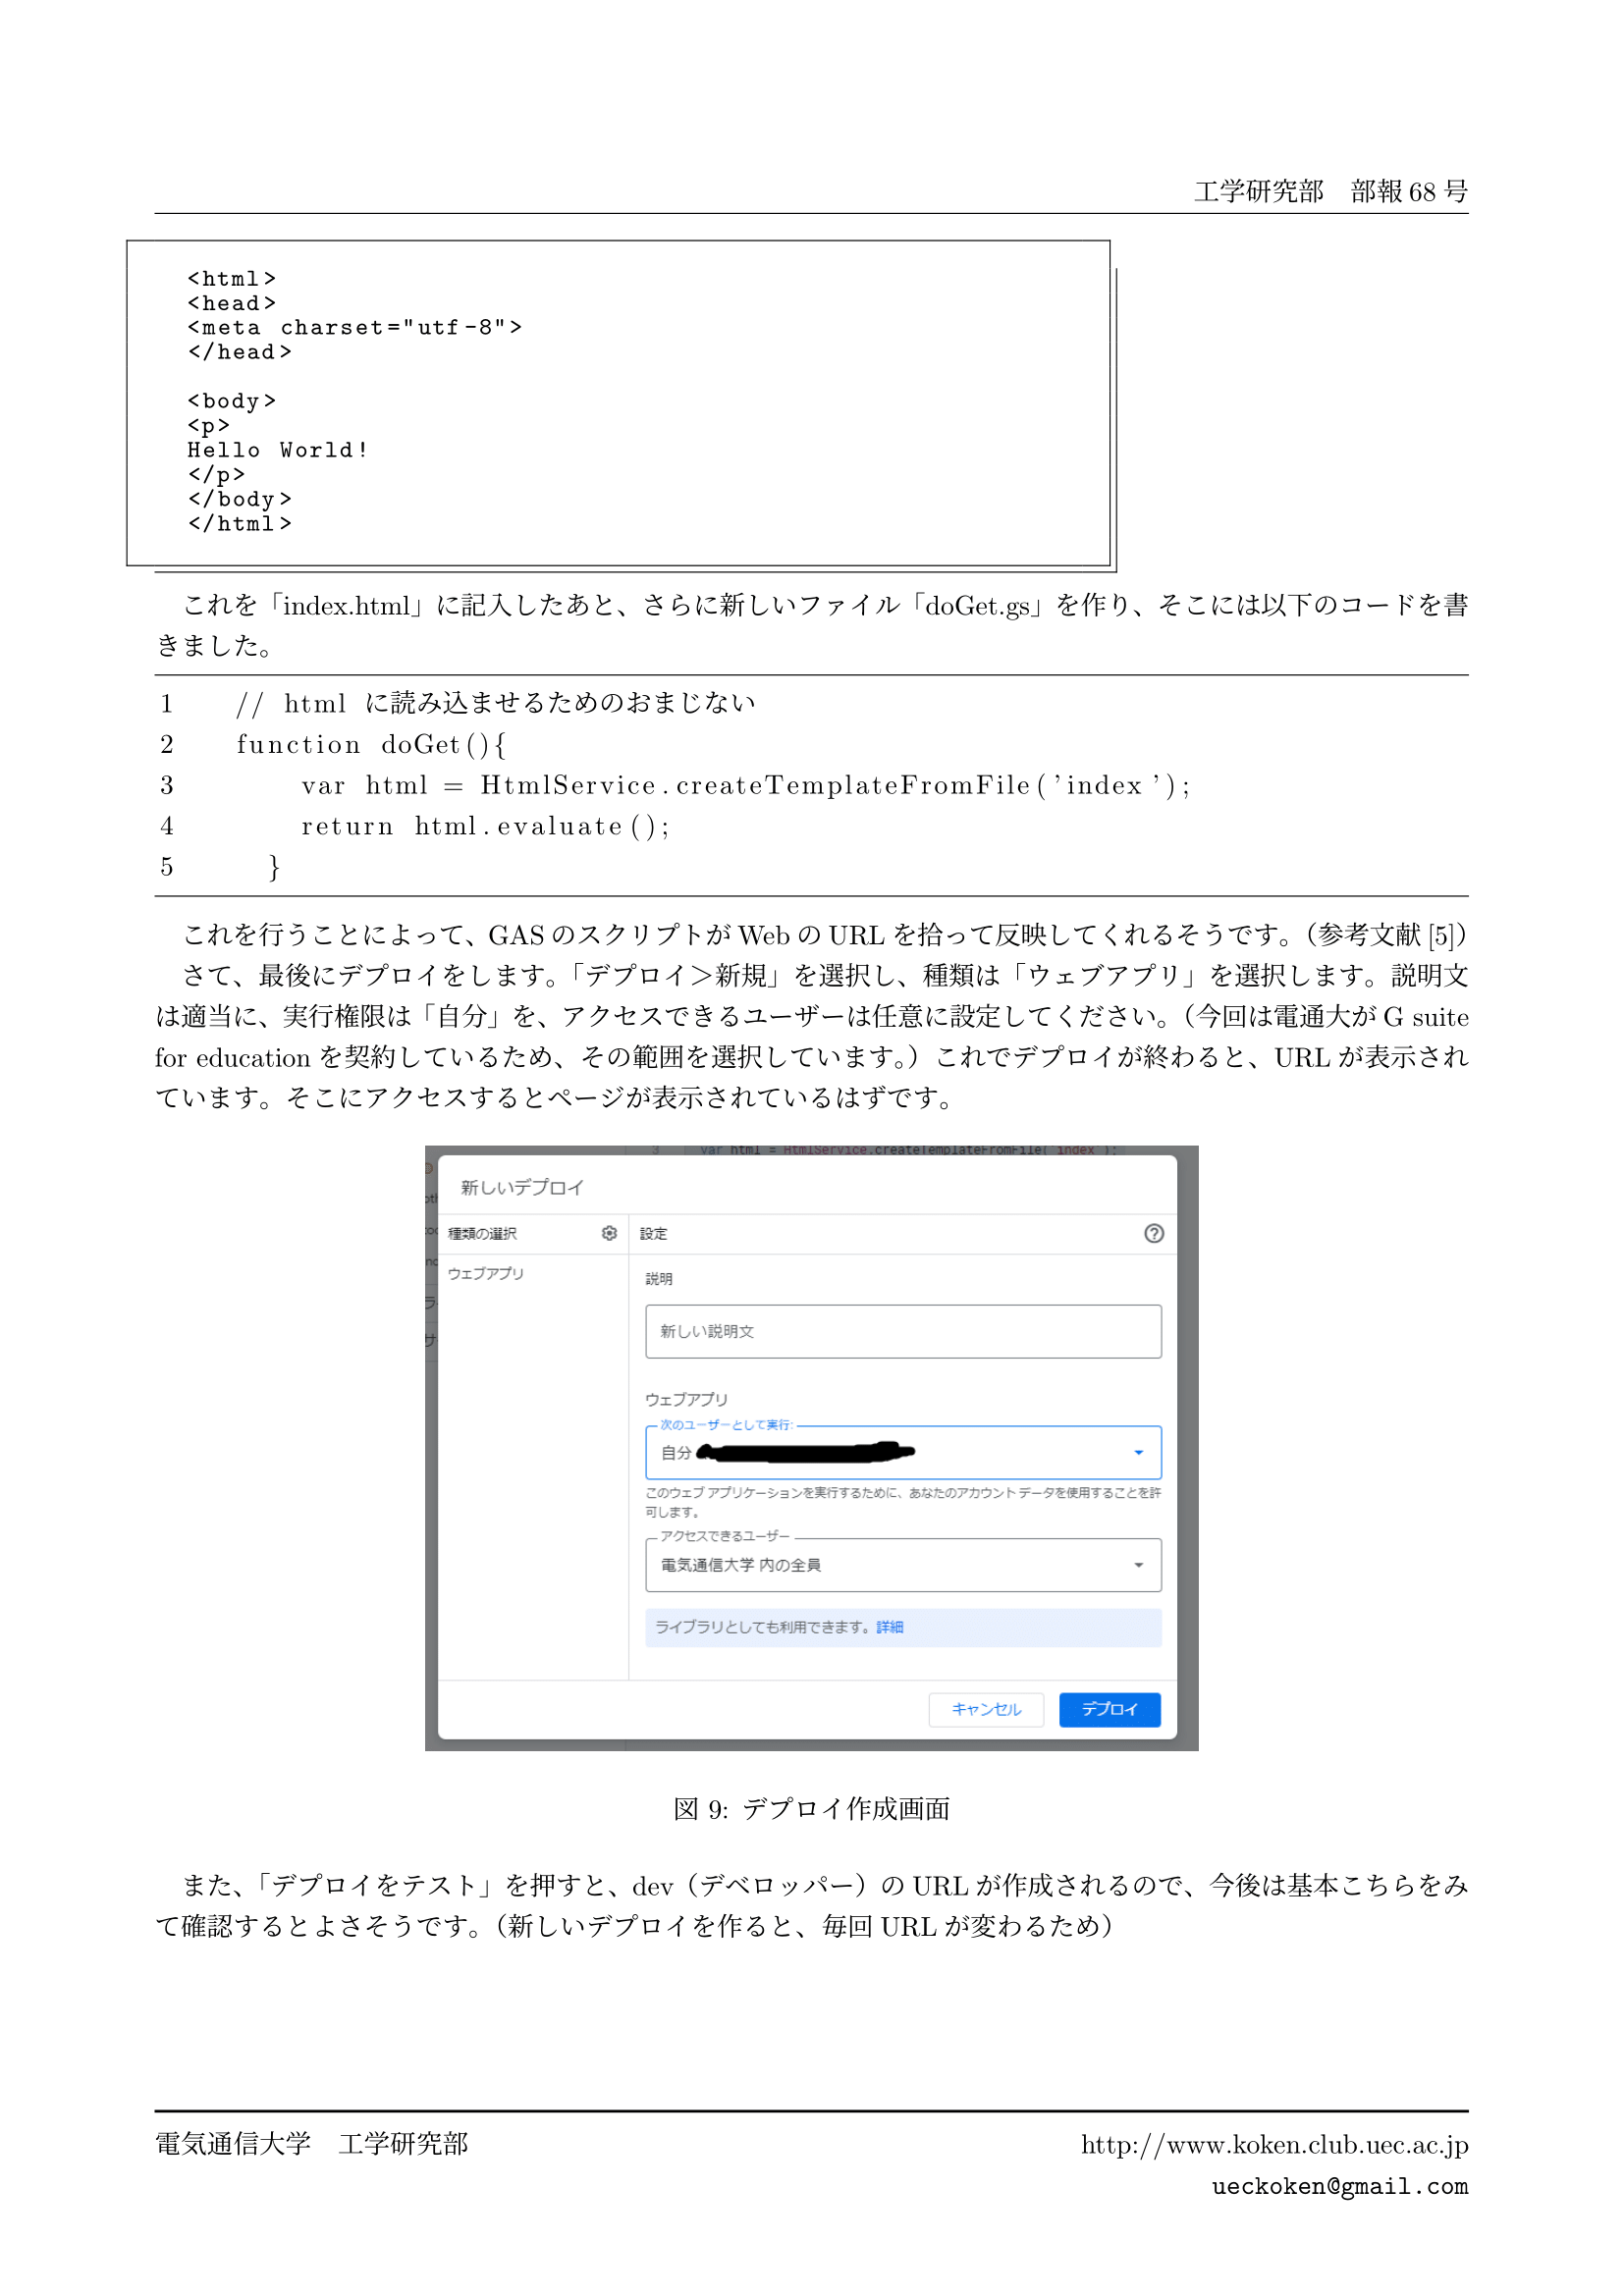 工学研究部　部報 68 号
<html>
<head>
<meta charset="utf-8">
</head>
<body>
<p>
Hello World!
</p>
</body>
</html>
これを「index.html」に記入したあと、さらに新しいファイル「doGet.gs」を作り、そこには以下のコードを書
きました。
1 // html に読み込ませるためのおまじない
2 function doGet(){
3 var html = HtmlService.createTemplateFromFile('index');
4 return html.evaluate();
5 }
これを行うことによって、GAS のスクリプトが Web の URL を拾って反映してくれるそうです。（参考文献 [5]）
さて、最後にデプロイをします。「デプロイ＞新規」を選択し、種類は「ウェブアプリ」を選択します。説明文
は適当に、実行権限は「自分」を、アクセスできるユーザーは任意に設定してください。（今回は電通大が G suite
for education を契約しているため、その範囲を選択しています。）これでデプロイが終わると、URL が表示され
ています。そこにアクセスするとページが表示されているはずです。
3 var html = HtmlService.createTemplateFromFile('index');
新しいデプロイ
種類の選択 設定
ウェブアプリ
説明
新しい説明文
ウェブアプリ
次のユーザーとして実行:
自分
このウェブ アプリケーションを実行するために、あなたのアカウント データを使用することを許
可します。
アクセスできるユーザー
電気通信大学 内の全員
ライブラリとしても利用できます。詳細
キャンセル デプロイ
図 9: デプロイ作成画面
また、「デプロイをテスト」を押すと、dev（デベロッパー）の URL が作成されるので、今後は基本こちらをみ
て確認するとよさそうです。（新しいデプロイを作ると、毎回 URL が変わるため）
電気通信大学　工学研究部
http://www.koken.club.uec.ac.jp
ueckoken@gmail.com